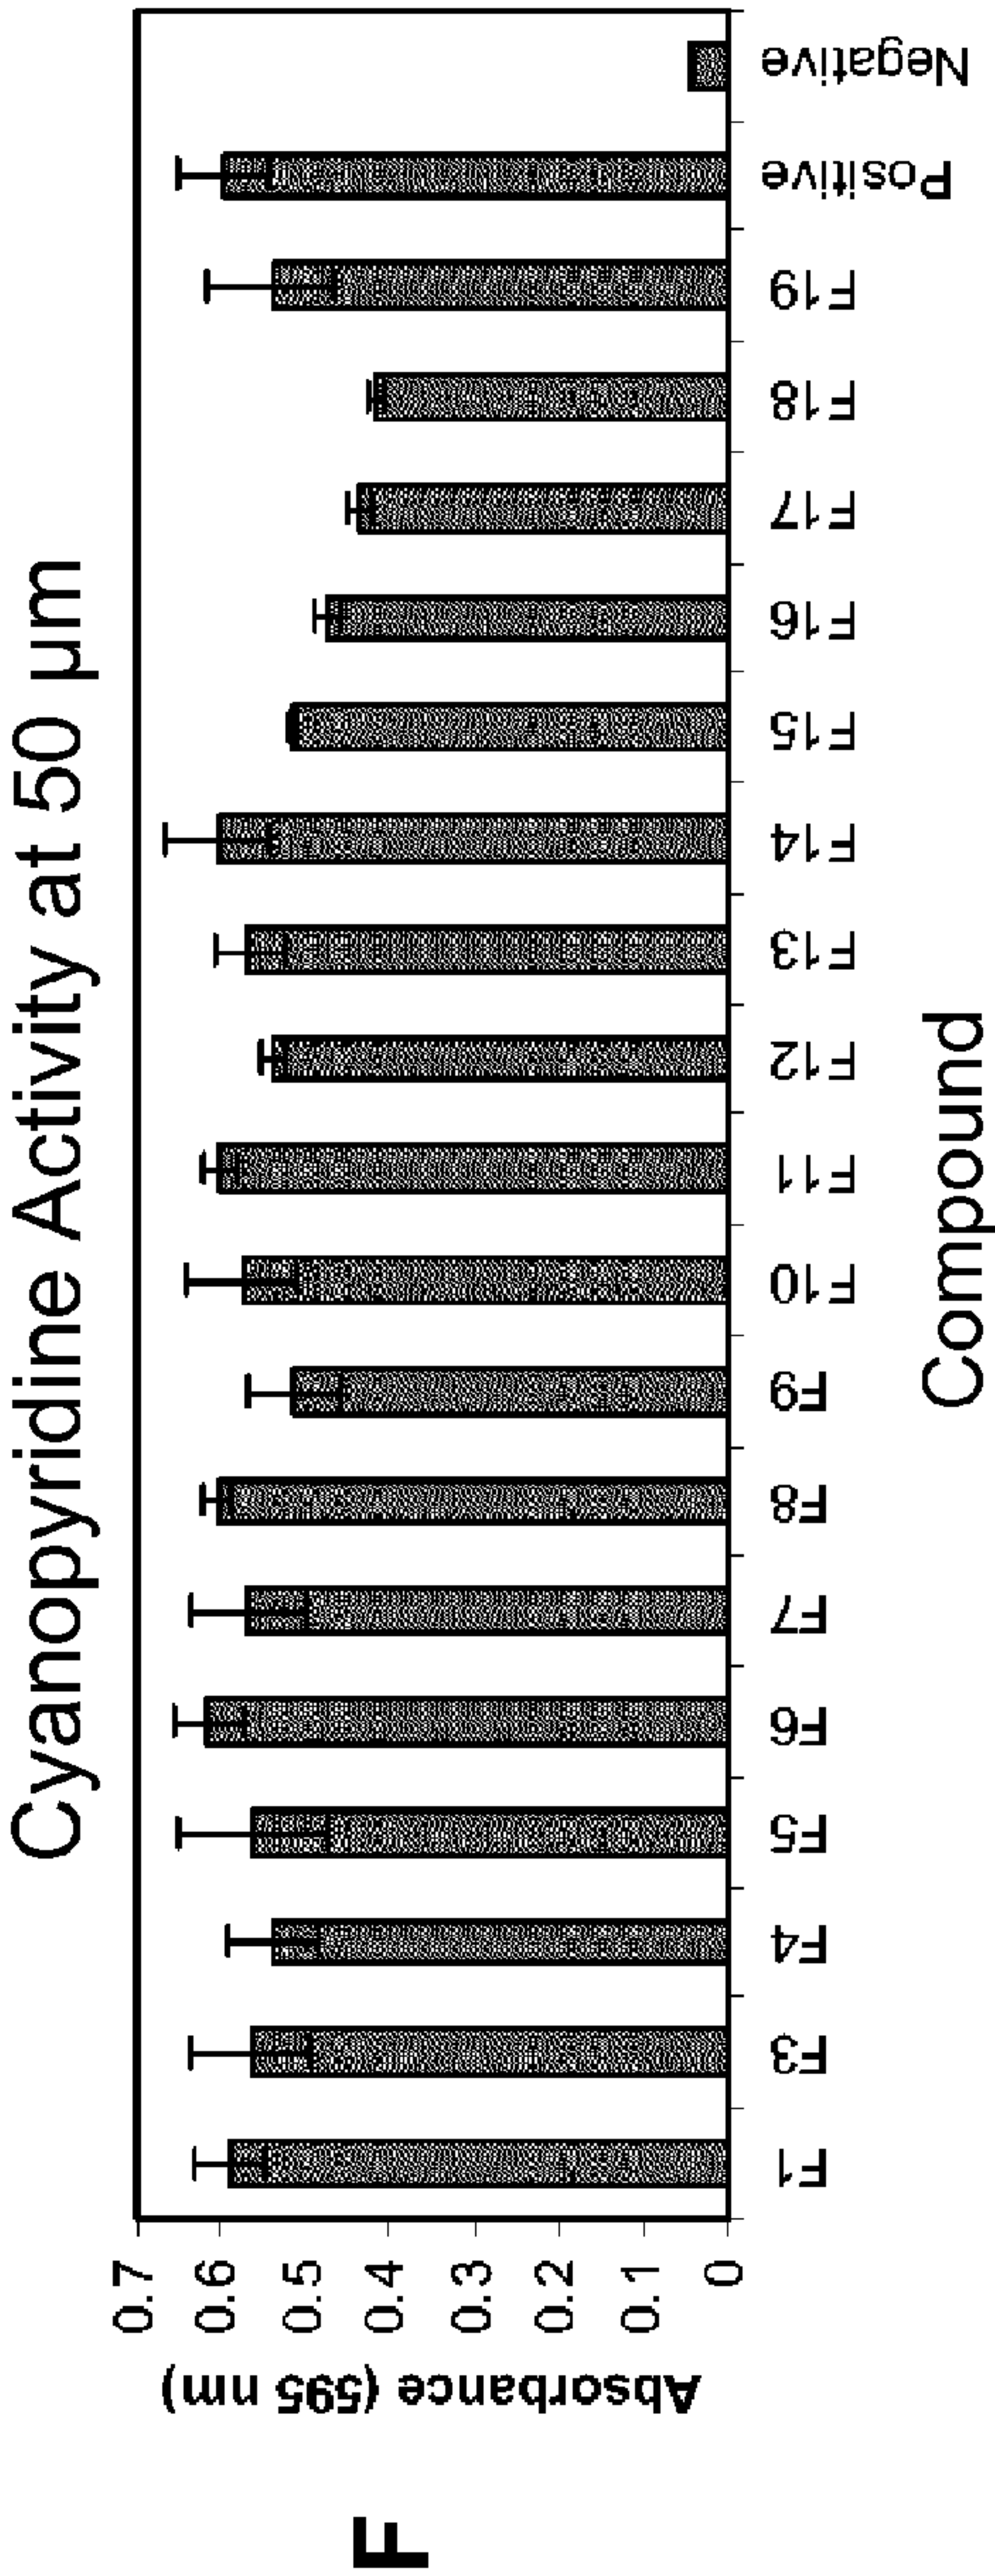 F
Cyanopyridine Activity at 50 µm
Absorbance (595 nm)
0.7
0.6
0.5
0.4
0.3
0.2
0.1
0
F1
F3
F4
F5
F6
F7
F8
F9
F10
F11
F12
F13
F14
F15
F16
F17
F18
F19
Positive
Negative
Compound